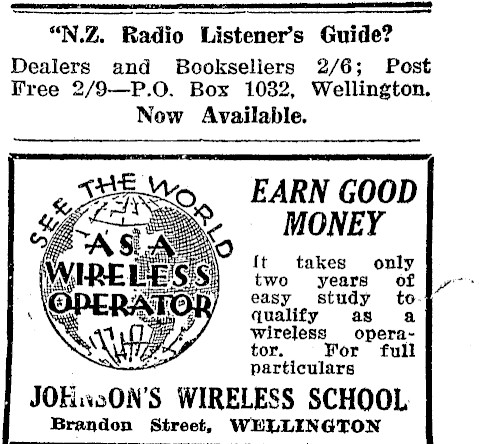 "N.Z. Radio Listener's Guide?
Dealers and Booksellers 2/6; Post
Free 2/9—P.O. Box 1032, Wellington.
Now Available.
SEE THE WORLD
AS A
WIRELESS
OPERATOR
EARN GOOD
MONEY
It takes only
two years of
easy study to
qualify as a
wireless opera-
tor. For full
particulars
JOHNSON'S WIRELESS SCHOOL
Brandon Street, WELLINGTON